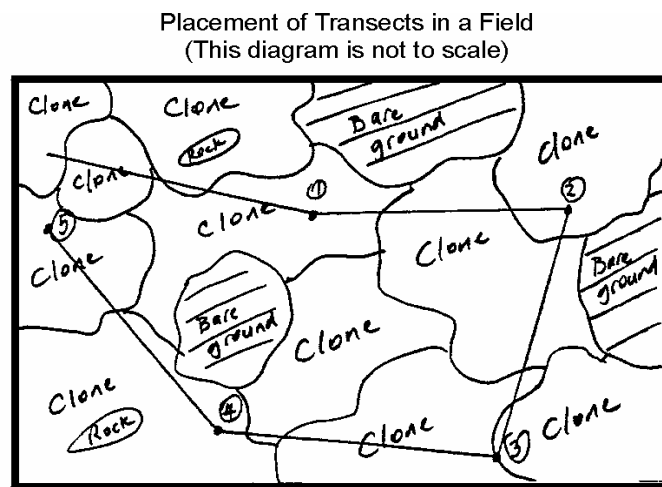 Placement of Transects in a Field
(This diagram is not to scale)
Clone
Clone
Rock
Bare
ground
Clone
Clone
1
2
Clone
5
Clone
Clone
Bare
ground
Bare
ground
Clone
Clone
Rock
4
Clone
3
Clone